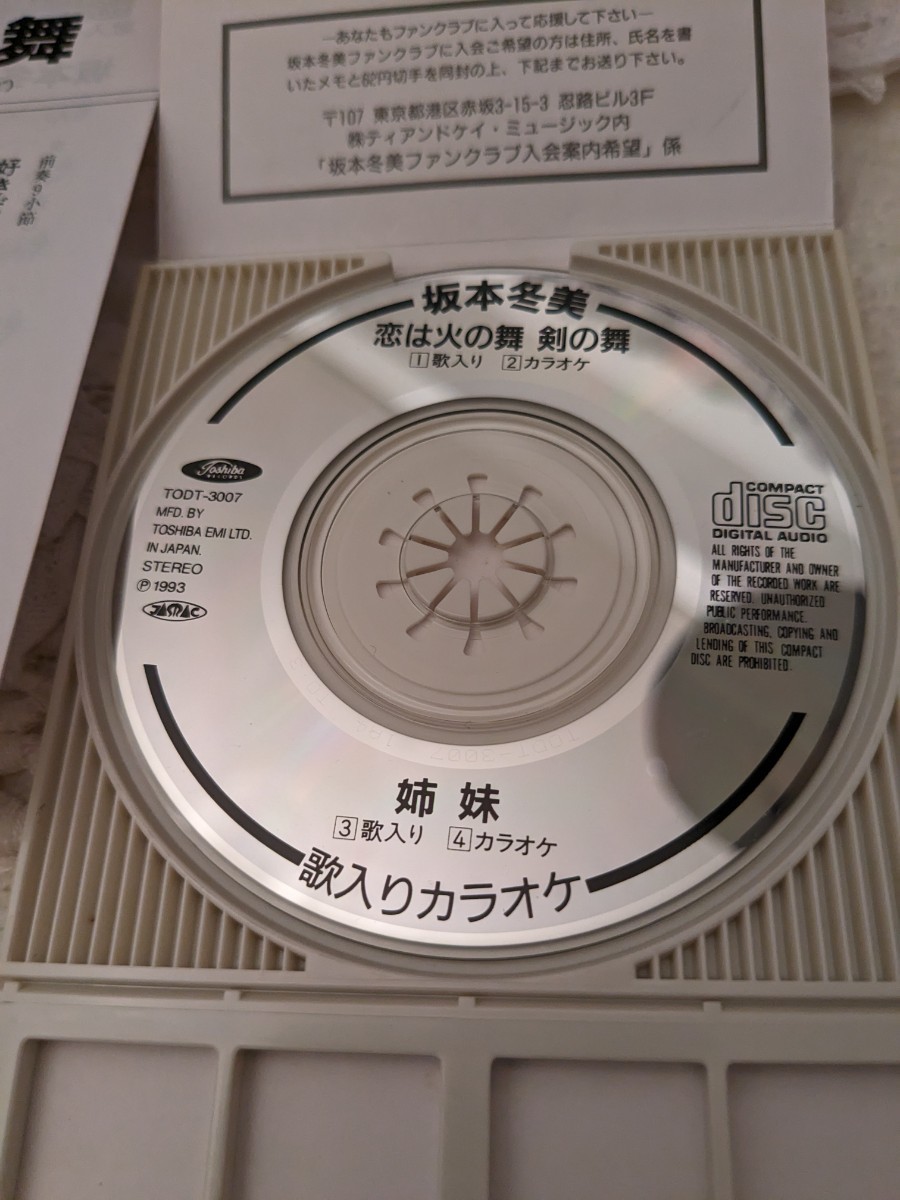 舞
前奏9小節
―あなたもファンクラブに入って応援して下さい―
坂本冬美ファンクラブに入会ご希望の方は住所、氏名を書
いたメモと62円切手を同封の上、下記までお送り下さい。
〒107 東京都港区赤坂3-15-3 忍路ビル3F
㈱ティアンドケイ・ミュージック内
「坂本冬美ファンクラブ入会案内希望」係
坂本冬美
恋は火の舞 剣の舞
1 歌入り 2 カラオケ
Toshiba
RECORDS
TODT-3007
MFD. BY
TOSHIBA EMI LTD.
IN JAPAN.
STEREO
Ⓟ 1993
JASRAC
COMPACT
disc
DIGITAL AUDIO
ALL RIGHTS OF THE
MANUFACTURER AND OWNER
OF THE RECORDED WORK ARE
RESERVED. UNAUTHORIZED
PUBLIC PERFORMANCE.
BROADCASTING, COPYING AND
LENDING OF THIS COMPACT
DISC ARE PROHIBITED.
姉妹
3 歌入り 4 カラオケ
歌入りカラオケ